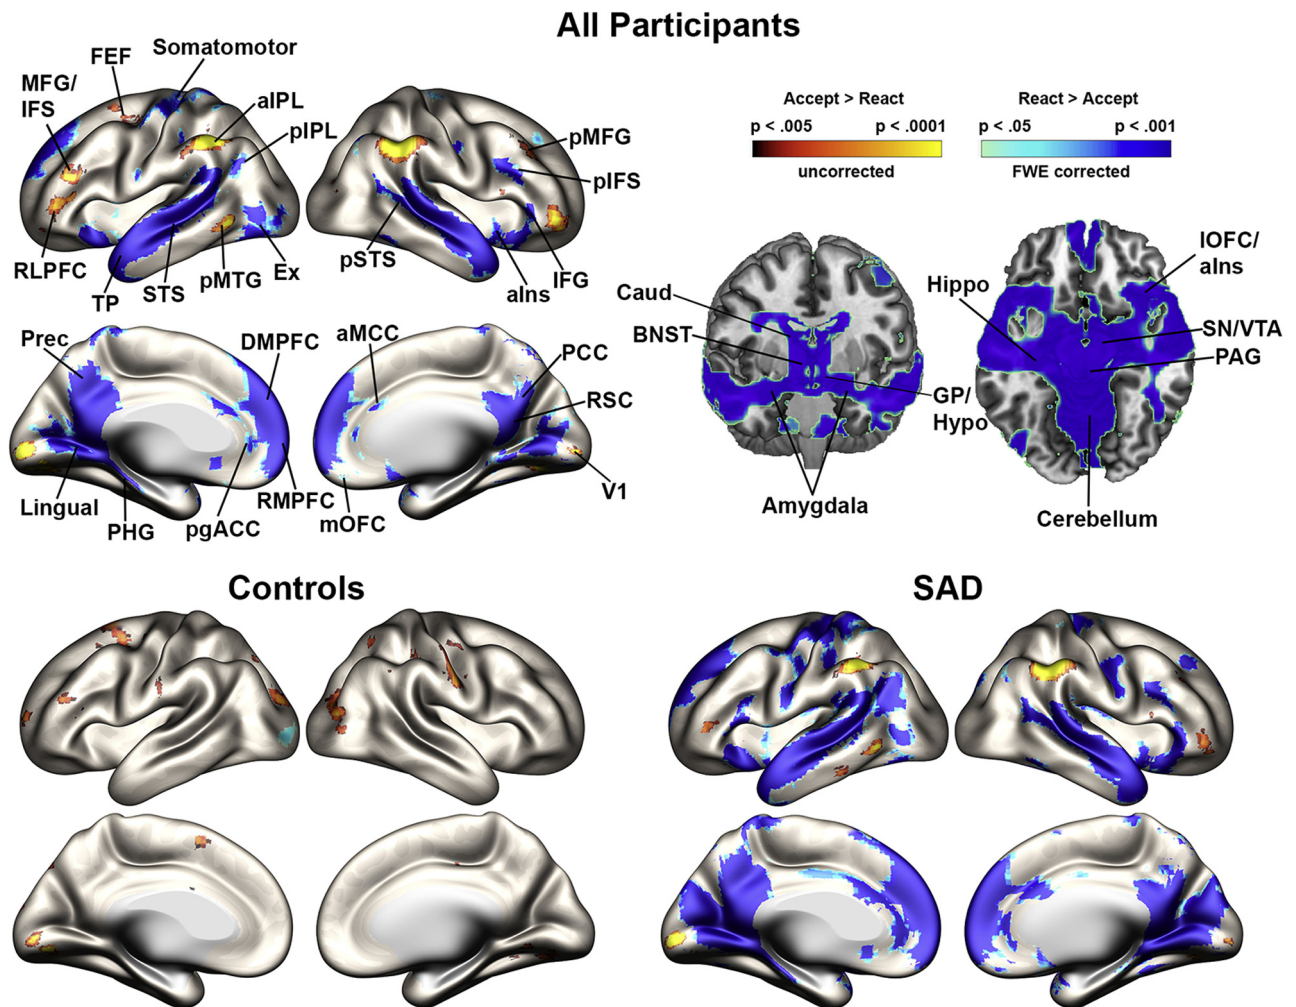 All Participants
FEF
Somatomotor
MFG/
IFS
aIPL
pIPL
RLPFC
TP
STS
pMTG
Ex
pMFG
pIFS
pSTS
aIns
IFG
Accept > React
p < .005
p < .0001
uncorrected
React > Accept
p < .05
p < .001
FWE corrected
Prec
DMPFC
aMCC
PCC
RSC
Lingual
PHG
pgACC
RMPFC
mOFC
V1
Caud
BNST
GP/
Hypo
Amygdala
Hippo
lOFC/
aIns
SN/VTA
PAG
Cerebellum
Controls
SAD